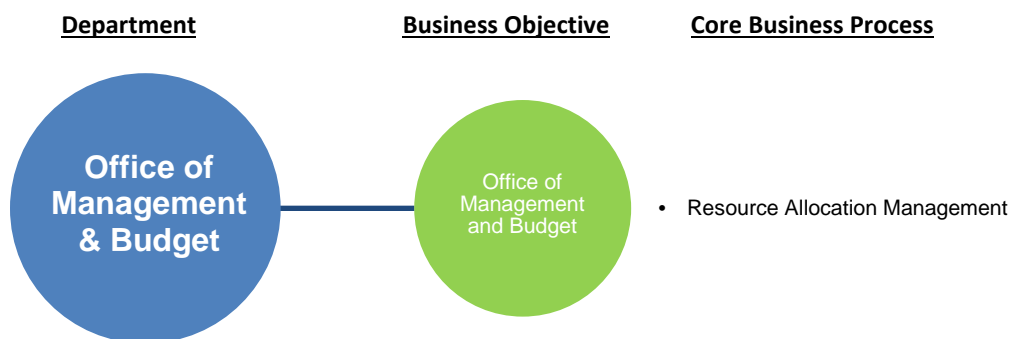 Department
Business Objective
Core Business Process
Office of
Management
& Budget
Office of
Management
and Budget
• Resource Allocation Management